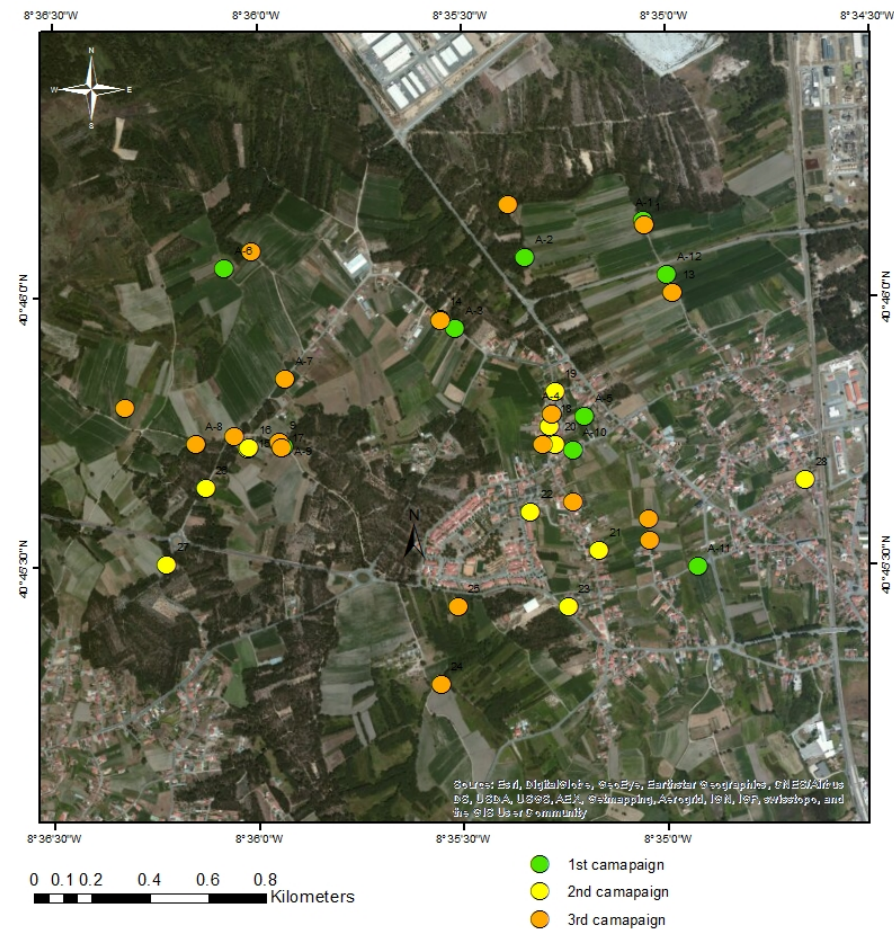 8°36'30"W 8°36'0"W 8°35'30"W 8°35'0"W 8°34'30"W
N
W E
S
A-1 1
A-2
A-6
A-12
40°46'0"N 13 40°46'0"N
14 A-3
A-7
19
A-4
18 A-5
A-8 16 9 20
15 17 A-10
A-9
28
22
N
21 A-11
27
40°45'30"N 40°45'30"N
25 23
24
Source: Esri, DigitalGlobe, GeoEye, Earthstar Geographics, CNES/Airbus
DS, USDA, USGS, AEX, Getmapping, Aerogrid, IGN, IGP, swisstopo, and
the GIS User Community
8°36'30"W 8°36'0"W 8°35'30"W 8°35'0"W
0 0.1 0.2 0.4 0.6 0.8
Kilometers
1st camapaign
2nd camapaign
3rd camapaign